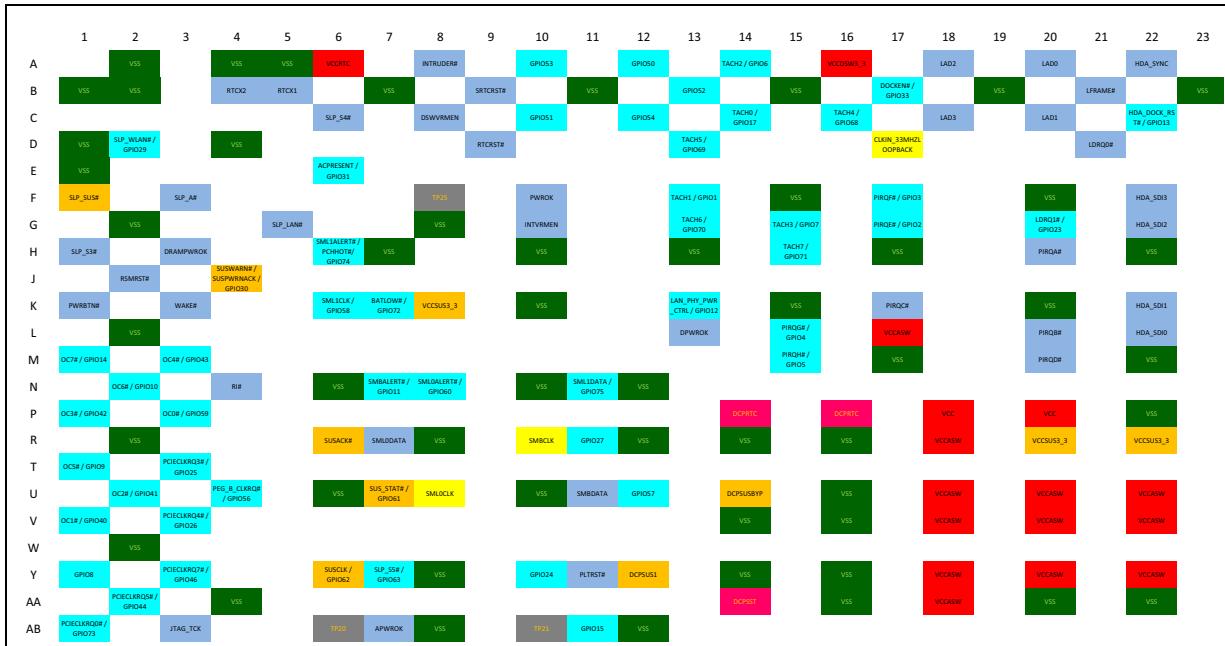 1 2 3 4 5 6 7 8 9 10 11 12 13 14 15 16 17 18 19 20 21 22 23
A VSS VSS VSS VCCRTC INTRUDER# GPIO53 GPIO50 TACH2 / GPIO6 VCCDSW3_3 LAD2 LAD0 HDA_SYNC
B VSS VSS RTCX2 RTCX1 VSS SRTCRST# VSS GPIO52 VSS DOCKEN# / GPIO33 VSS LFRAME# VSS
C SLP_S4# DSWVRMEN GPIO51 GPIO54 TACH0 / GPIO17 TACH4 / GPIO68 LAD3 LAD1 HDA_DOCK_RST# / GPIO13
D VSS SLP_WLAN# / GPIO29 VSS RTCRST# TACH5 / GPIO69 CLKIN_33MHZLOOPBACK LDRQ0#
E VSS ACPRESENT / GPIO31
F SLP_SUS# SLP_A# TP25 PWROK TACH1 / GPIO1 VSS PIRQF# / GPIO3 VSS HDA_SDI3
G VSS SLP_LAN# VSS INTVRMEN TACH6 / GPIO70 TACH3 / GPIO7 PIRQE# / GPIO2 LDRQ1# / GPIO23 HDA_SDI2
H SLP_S3# DRAMPWROK SML1ALERT# / PCHHOT# / GPIO74 VSS VSS VSS TACH7 / GPIO71 VSS PIRQA# VSS
J RSMRST# SUSWARN# / SUSPWRNACK / GPIO30
K PWRBTN# WAKE# SML1CLK / GPIO58 BATLOW# / GPIO72 VCCSUS3_3 VSS LAN_PHY_PWR_CTRL / GPIO12 VSS PIRQC# VSS HDA_SDI1
L VSS DPWROK PIRQG# / GPIO4 VCCASW PIRQB# HDA_SDI0
M OC7# / GPIO14 OC4# / GPIO43 PIRQH# / GPIO5 VSS PIRQD# VSS
N OC6# / GPIO10 RI# VSS SMBALERT# / GPIO11 SML0ALERT# / GPIO60 VSS SML1DATA / GPIO75 VSS
P OC3# / GPIO42 OC0# / GPIO59 DCPRTC DCPRTC VCC VCC VSS
R VSS SUSACK# SML0DATA VSS SMBCLK GPIO27 VSS VSS VSS VCCASW VCCSUS3_3 VCCSUS3_3
T OC5# / GPIO9 PCIECLKRQ3# / GPIO25
U OC2# / GPIO41 PEG_B_CLKRQ# / GPIO56 VSS SUS_STAT# / GPIO61 SML0CLK VSS SMBDATA GPIO57 DCPSUSBYP VSS VCCASW VCCASW VCCASW
V OC1# / GPIO40 PCIECLKRQ4# / GPIO26 VSS VSS VCCASW VCCASW VCCASW
W VSS
Y GPIO8 PCIECLKRQ7# / GPIO46 SUSCLK / GPIO62 SLP_S5# / GPIO63 VSS GPIO24 PLTRST# DCPSUS1 VSS VSS VCCASW VCCASW VCCASW
AA PCIECLKRQ5# / GPIO44 VSS DCPSST VSS VCCASW VSS VSS
AB PCIECLKRQ0# / GPIO73 JTAG_TCK TP20 APWROK VSS TP21 GPIO15 VSS